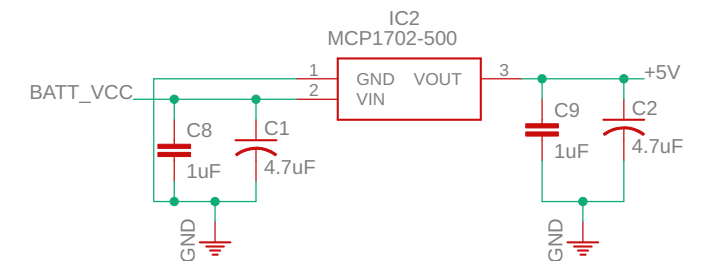 IC2
MCP1702-500
1 GND VOUT 3 +5V
BATT_VCC 2 VIN
C8 C1 C9 C2
1uF 4.7uF 1uF 4.7uF
GND GND